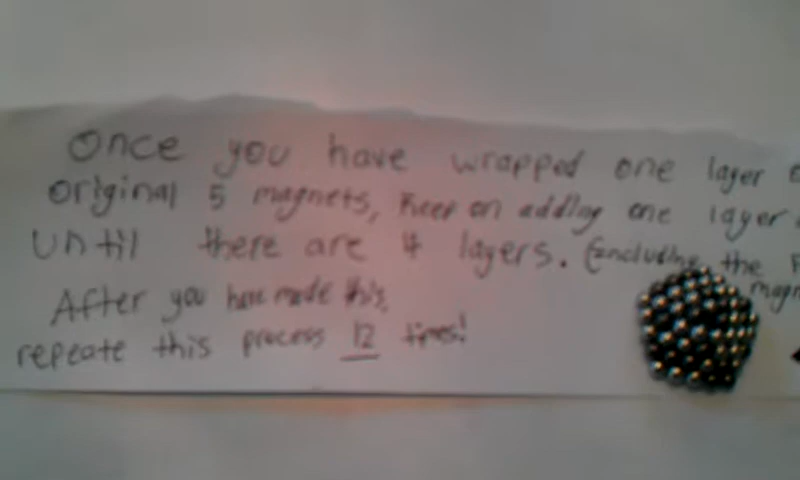 Once you have wrapped one layer
original 5 magnets, Keep on adding one layer
Until there are 4 layers. (including the
After you have made this,
repeat this process 12 times!